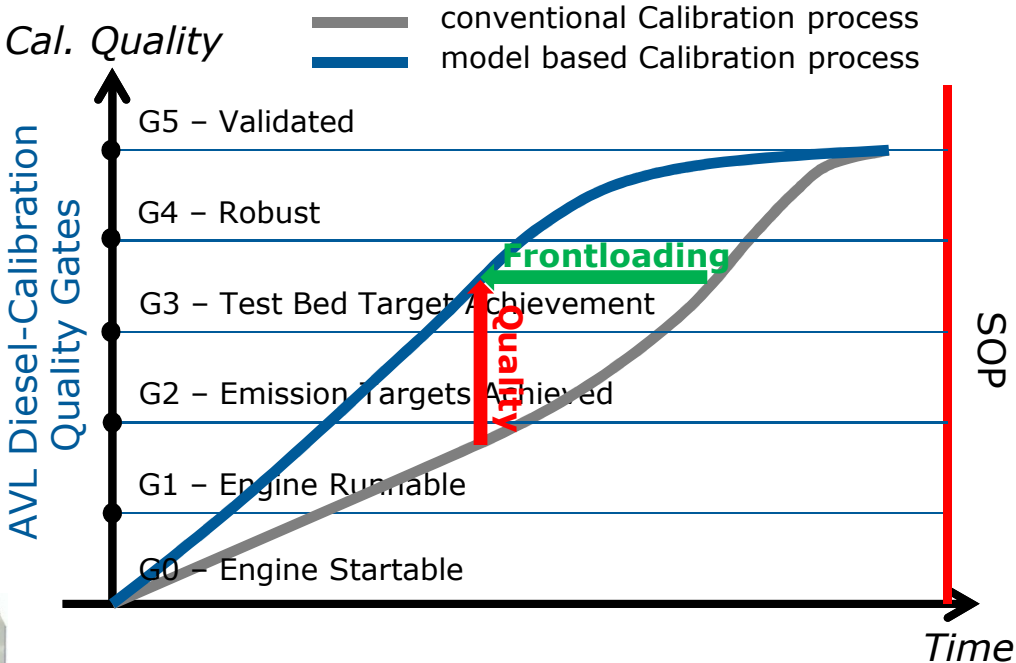 conventional Calibration process
Cal. Quality
model based Calibration process
G5 – Validated
G4 – Robust
Frontloading
G3 – Test Bed Target Achievement
Quality
G2 – Emission Targets Achieved
G1 – Engine Runnable
G0 – Engine Startable
AVL Diesel-Calibration
Quality Gates
SOP
Time